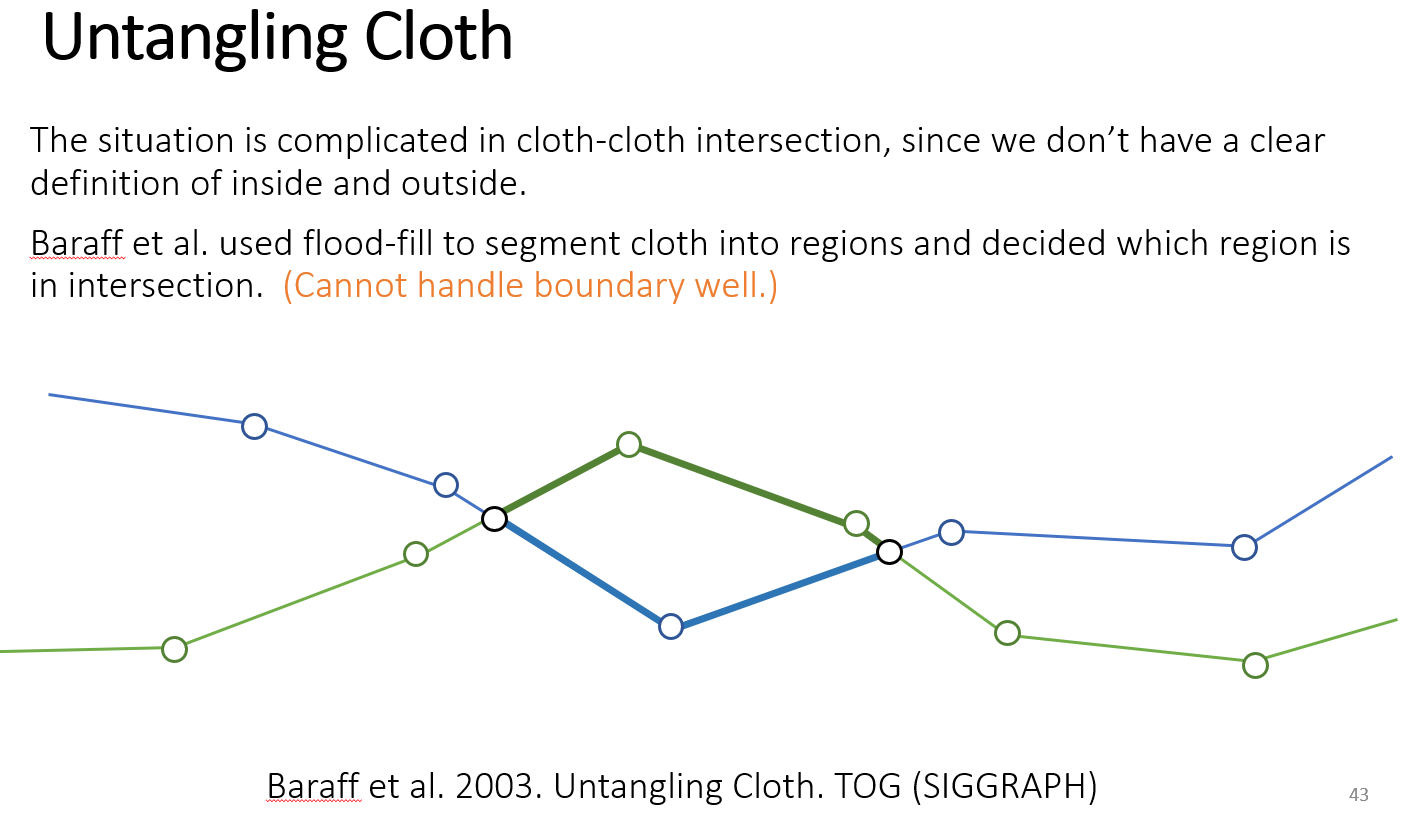 Untangling Cloth
The situation is complicated in cloth-cloth intersection, since we don’t have a clear
definition of inside and outside.
Baraff et al. used flood-fill to segment cloth into regions and decided which region is
in intersection.  (Cannot handle boundary well.)
Baraff et al. 2003. Untangling Cloth. TOG (SIGGRAPH)
43